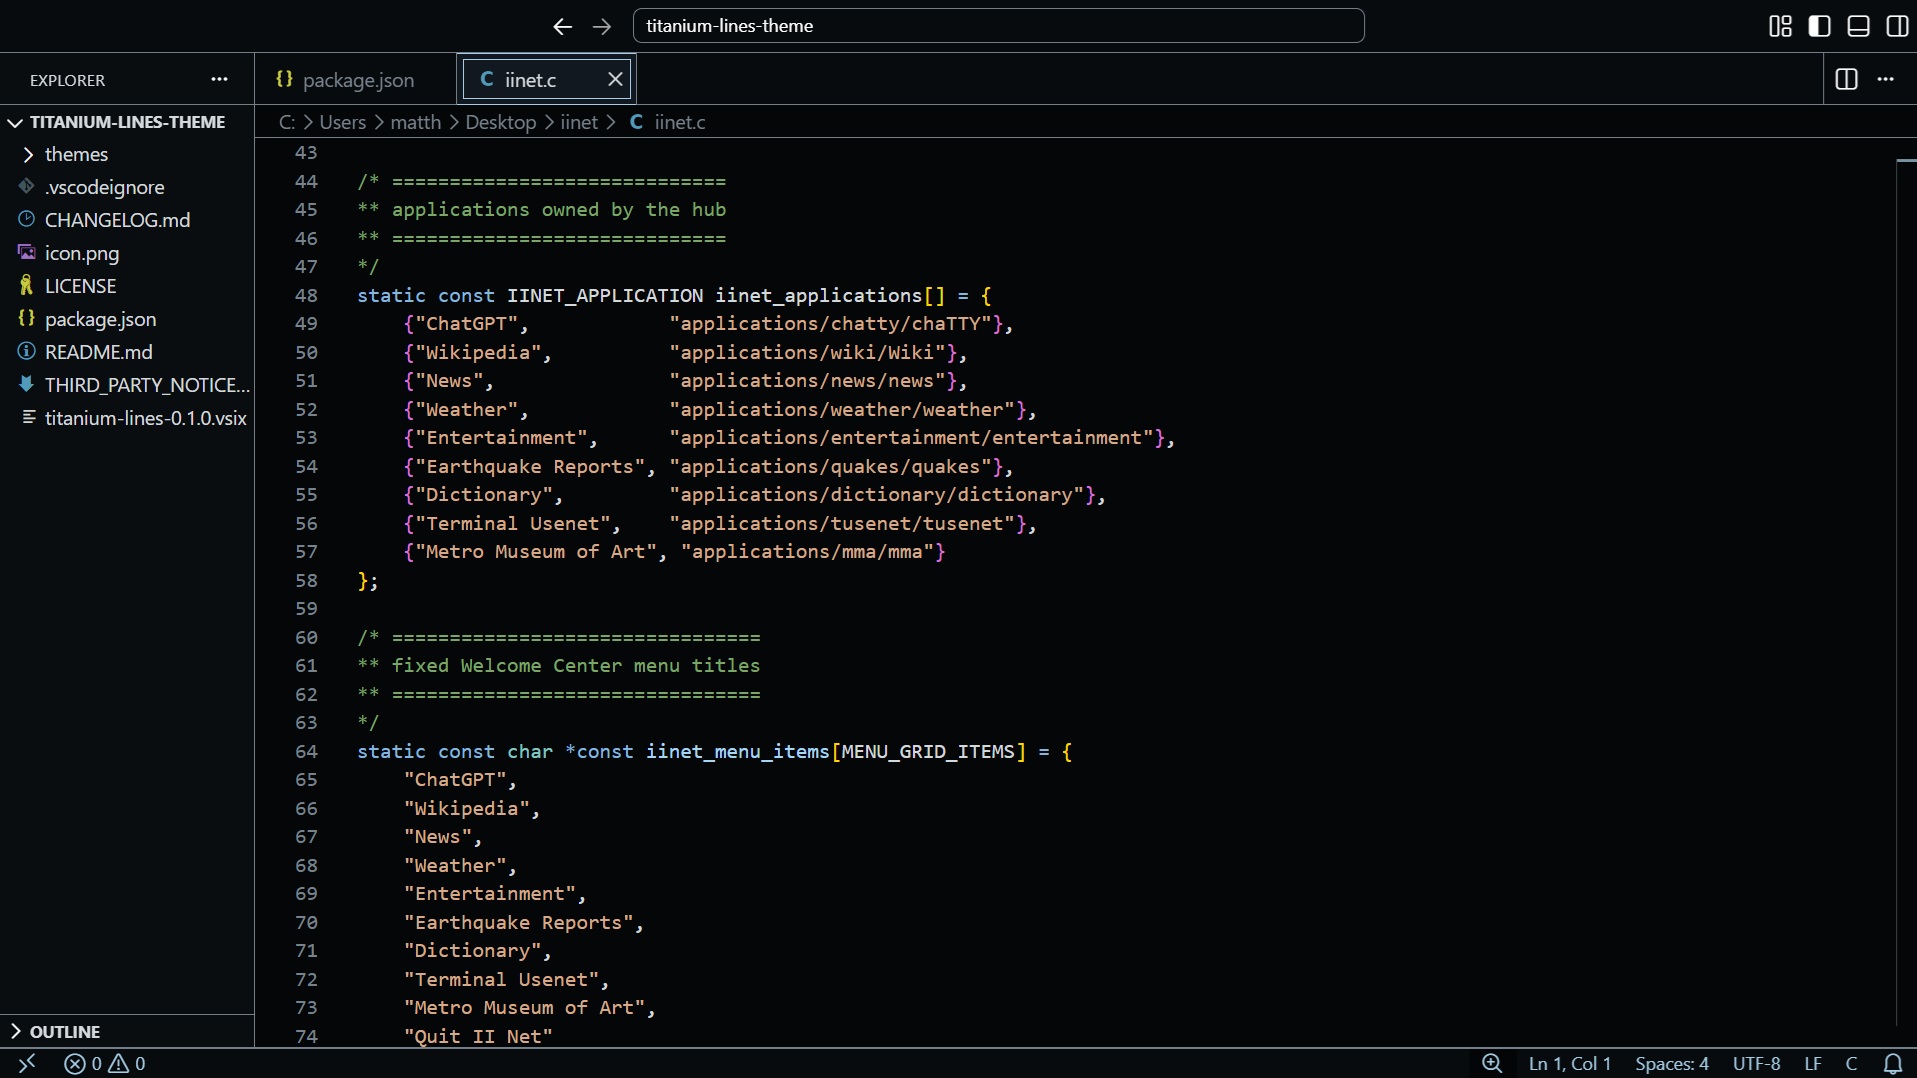 titanium-lines-theme
EXPLORER
TITANIUM-LINES-THEME
themes
.vscodeignore
CHANGELOG.md
icon.png
LICENSE
package.json
README.md
THIRD_PARTY_NOTICE...
titanium-lines-0.1.0.vsix
OUTLINE
{} package.json
C iinet.c
C: > Users > matth > Desktop > iinet > C iinet.c
43
44 /* =============================
45 ** applications owned by the hub
46 ** =============================
47 */
48 static const IINET_APPLICATION iinet_applications[] = {
49     {"ChatGPT",            "applications/chatty/chaTTY"},
50     {"Wikipedia",          "applications/wiki/Wiki"},
51     {"News",               "applications/news/news"},
52     {"Weather",            "applications/weather/weather"},
53     {"Entertainment",      "applications/entertainment/entertainment"},
54     {"Earthquake Reports", "applications/quakes/quakes"},
55     {"Dictionary",         "applications/dictionary/dictionary"},
56     {"Terminal Usenet",    "applications/tusenet/tusenet"},
57     {"Metro Museum of Art", "applications/mma/mma"}
58 };
59
60 /* ================================
61 ** fixed Welcome Center menu titles
62 ** ================================
63 */
64 static const char *const iinet_menu_items[MENU_GRID_ITEMS] = {
65     "ChatGPT",
66     "Wikipedia",
67     "News",
68     "Weather",
69     "Entertainment",
70     "Earthquake Reports",
71     "Dictionary",
72     "Terminal Usenet",
73     "Metro Museum of Art",
74     "Quit II Net"
0 0
Ln 1, Col 1 Spaces: 4 UTF-8 LF C